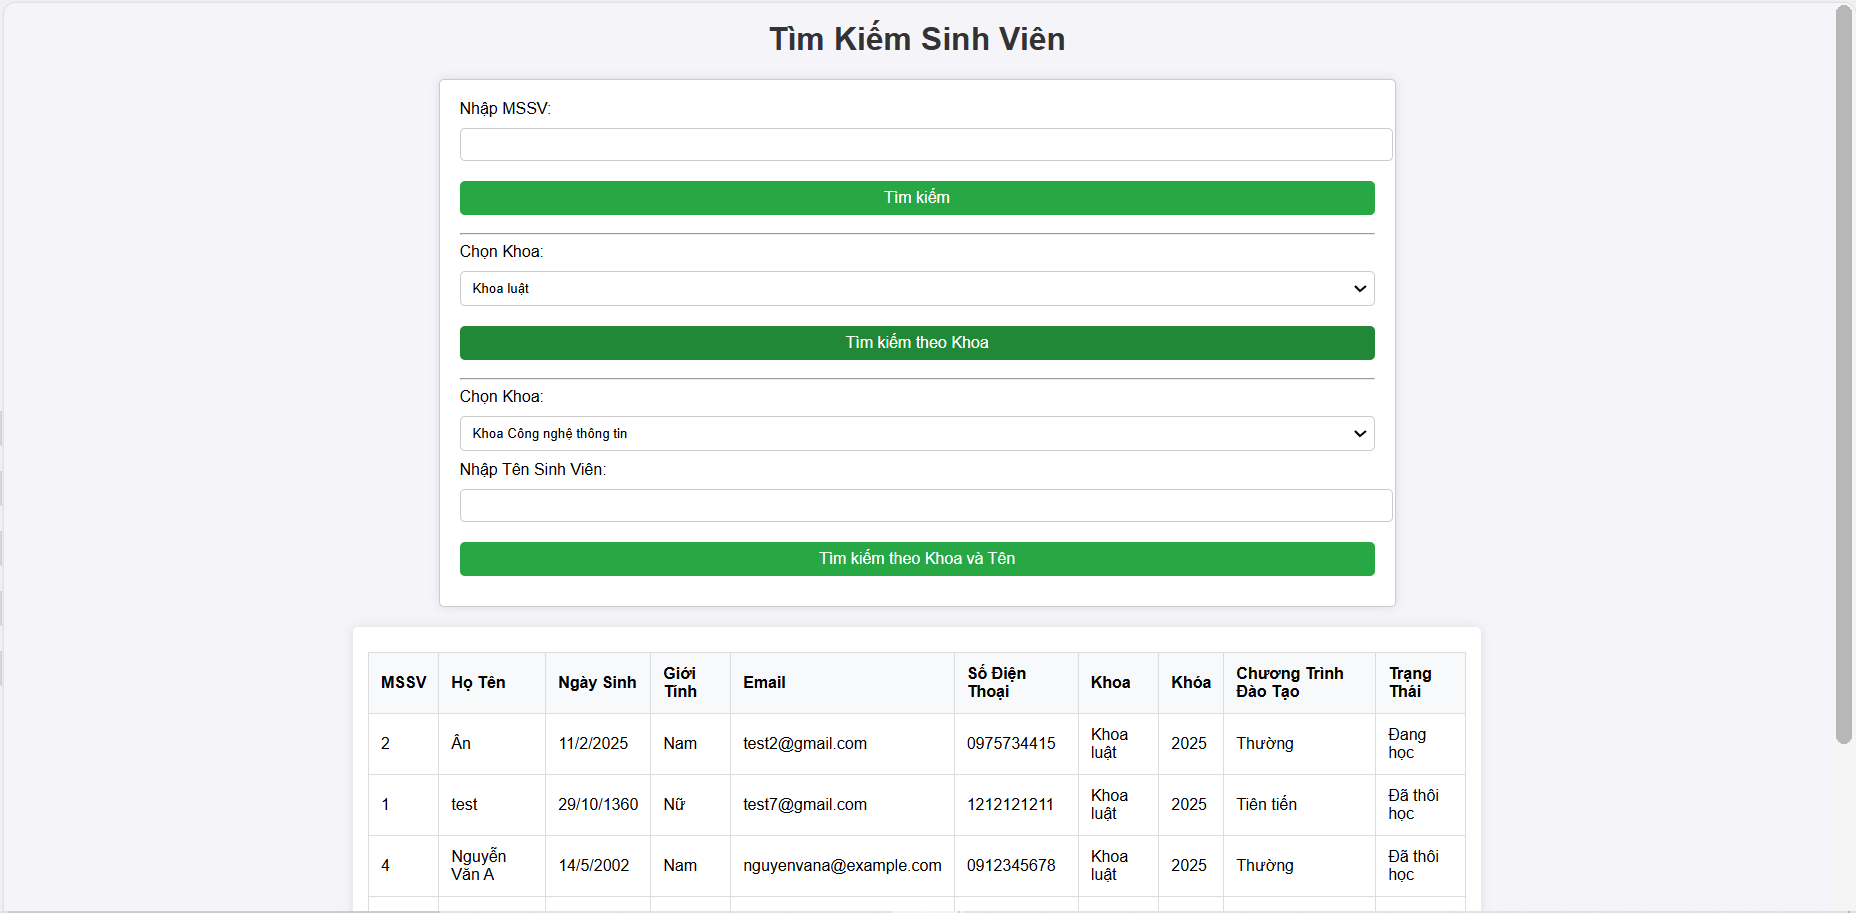 Tìm Kiếm Sinh Viên
Nhập MSSV:
Tìm kiếm
Chọn Khoa:
Khoa luật
Tìm kiếm theo Khoa
Chọn Khoa:
Khoa Công nghệ thông tin
Nhập Tên Sinh Viên:
Tìm kiếm theo Khoa và Tên
MSSV Họ Tên Ngày Sinh Giới Tính Email Số Điện Thoại Khoa Khóa Chương Trình Đào Tạo Trạng Thái
2 Ân 11/2/2025 Nam test2@gmail.com 0975734415 Khoa luật 2025 Thường Đang học
1 test 29/10/1360 Nữ test7@gmail.com 1212121211 Khoa luật 2025 Tiên tiến Đã thôi học
4 Nguyễn Văn A 14/5/2002 Nam nguyenvana@example.com 0912345678 Khoa luật 2025 Thường Đã thôi học